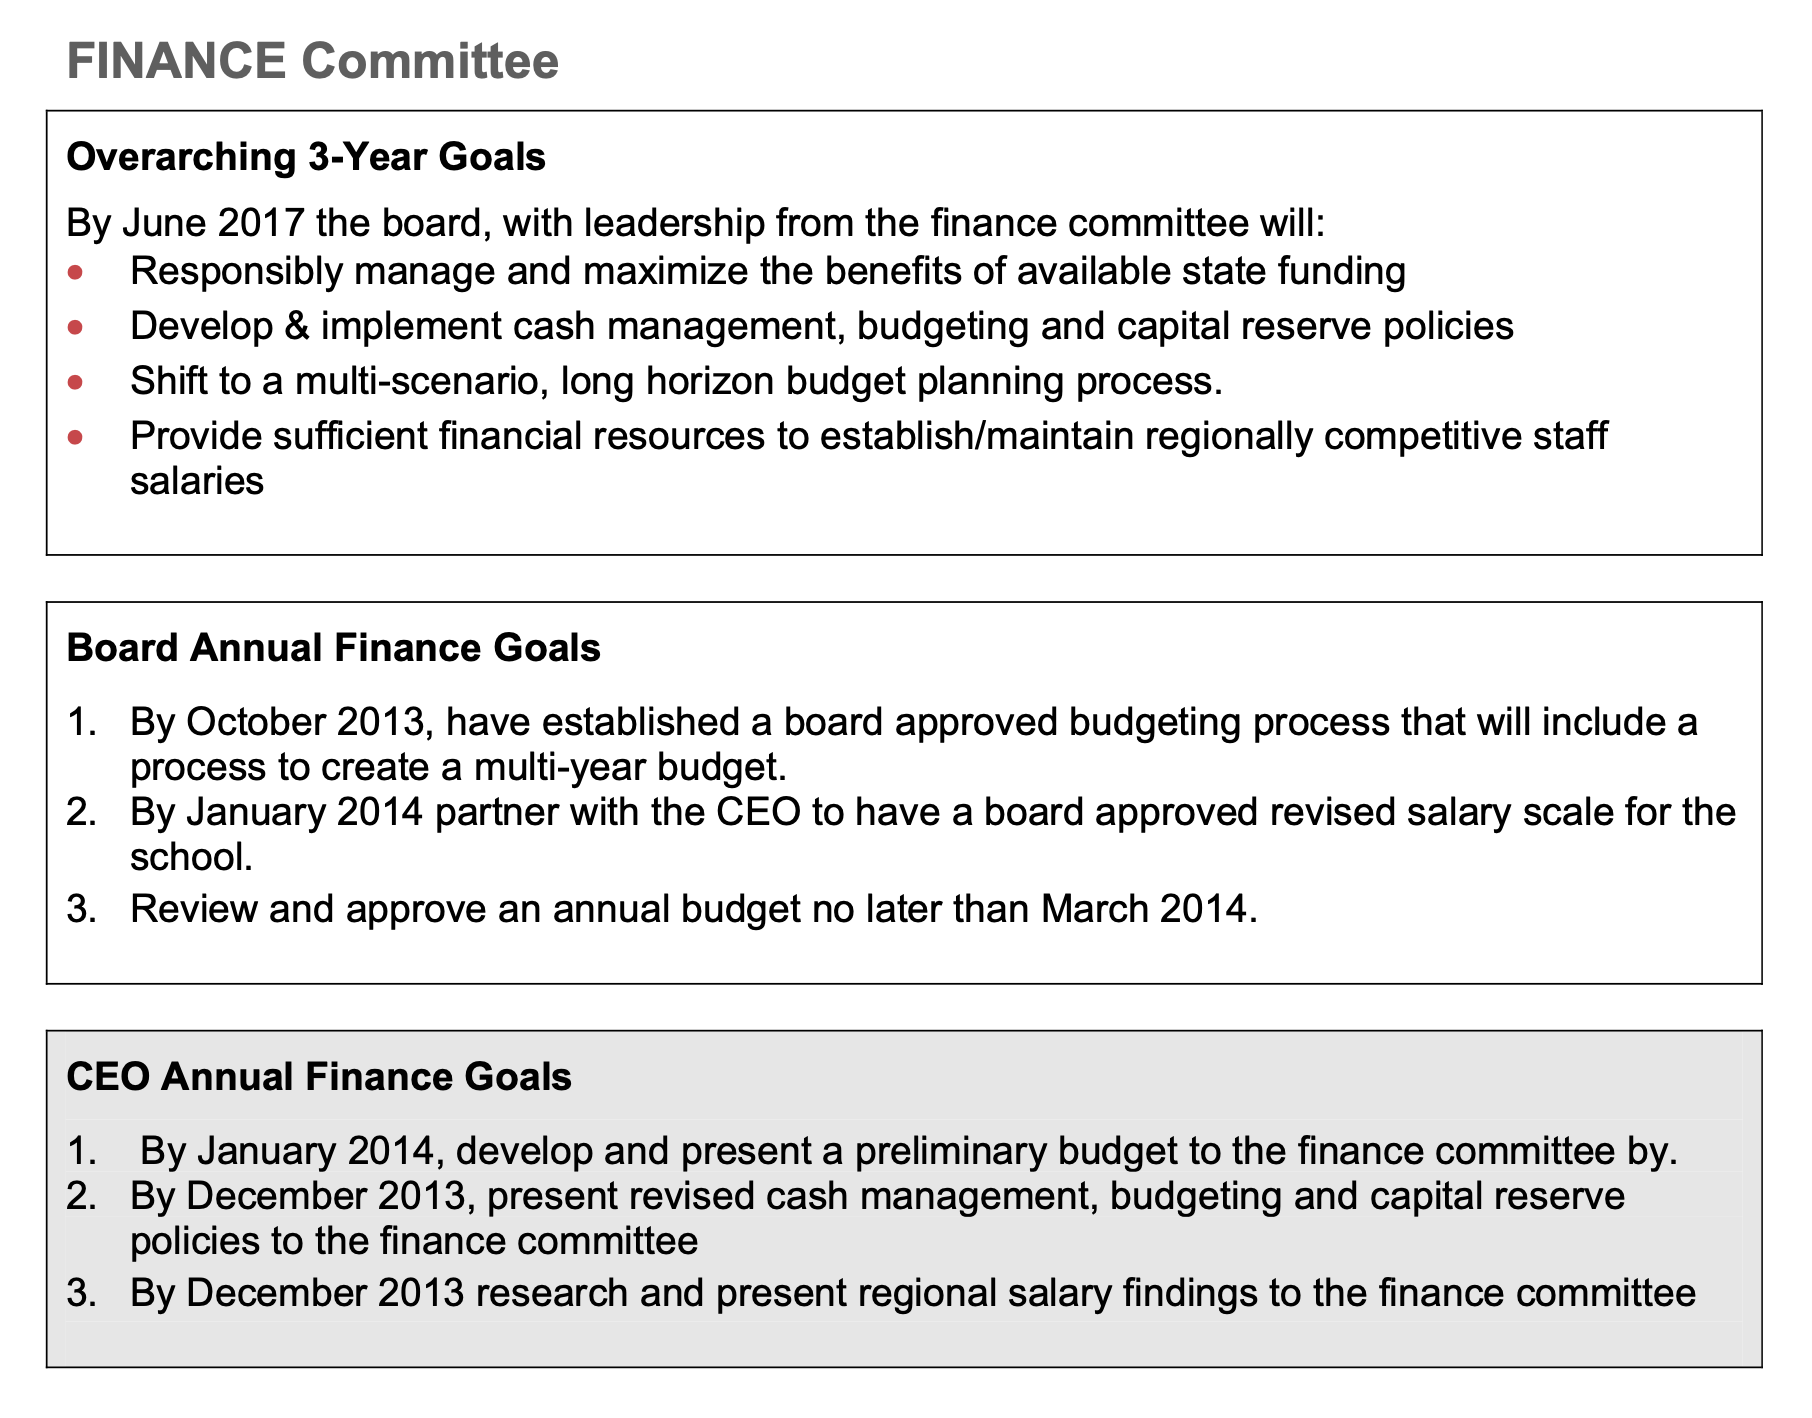 FINANCE Committee
Overarching 3-Year Goals
By June 2017 the board, with leadership from the finance committee will:
• Responsibly manage and maximize the benefits of available state funding
• Develop & implement cash management, budgeting and capital reserve policies
• Shift to a multi-scenario, long horizon budget planning process.
• Provide sufficient financial resources to establish/maintain regionally competitive staff
salaries
Board Annual Finance Goals
1. By October 2013, have established a board approved budgeting process that will include a
process to create a multi-year budget.
2. By January 2014 partner with the CEO to have a board approved revised salary scale for the
school.
3. Review and approve an annual budget no later than March 2014.
CEO Annual Finance Goals
1. By January 2014, develop and present a preliminary budget to the finance committee by.
2. By December 2013, present revised cash management, budgeting and capital reserve
policies to the finance committee
3. By December 2013 research and present regional salary findings to the finance committee